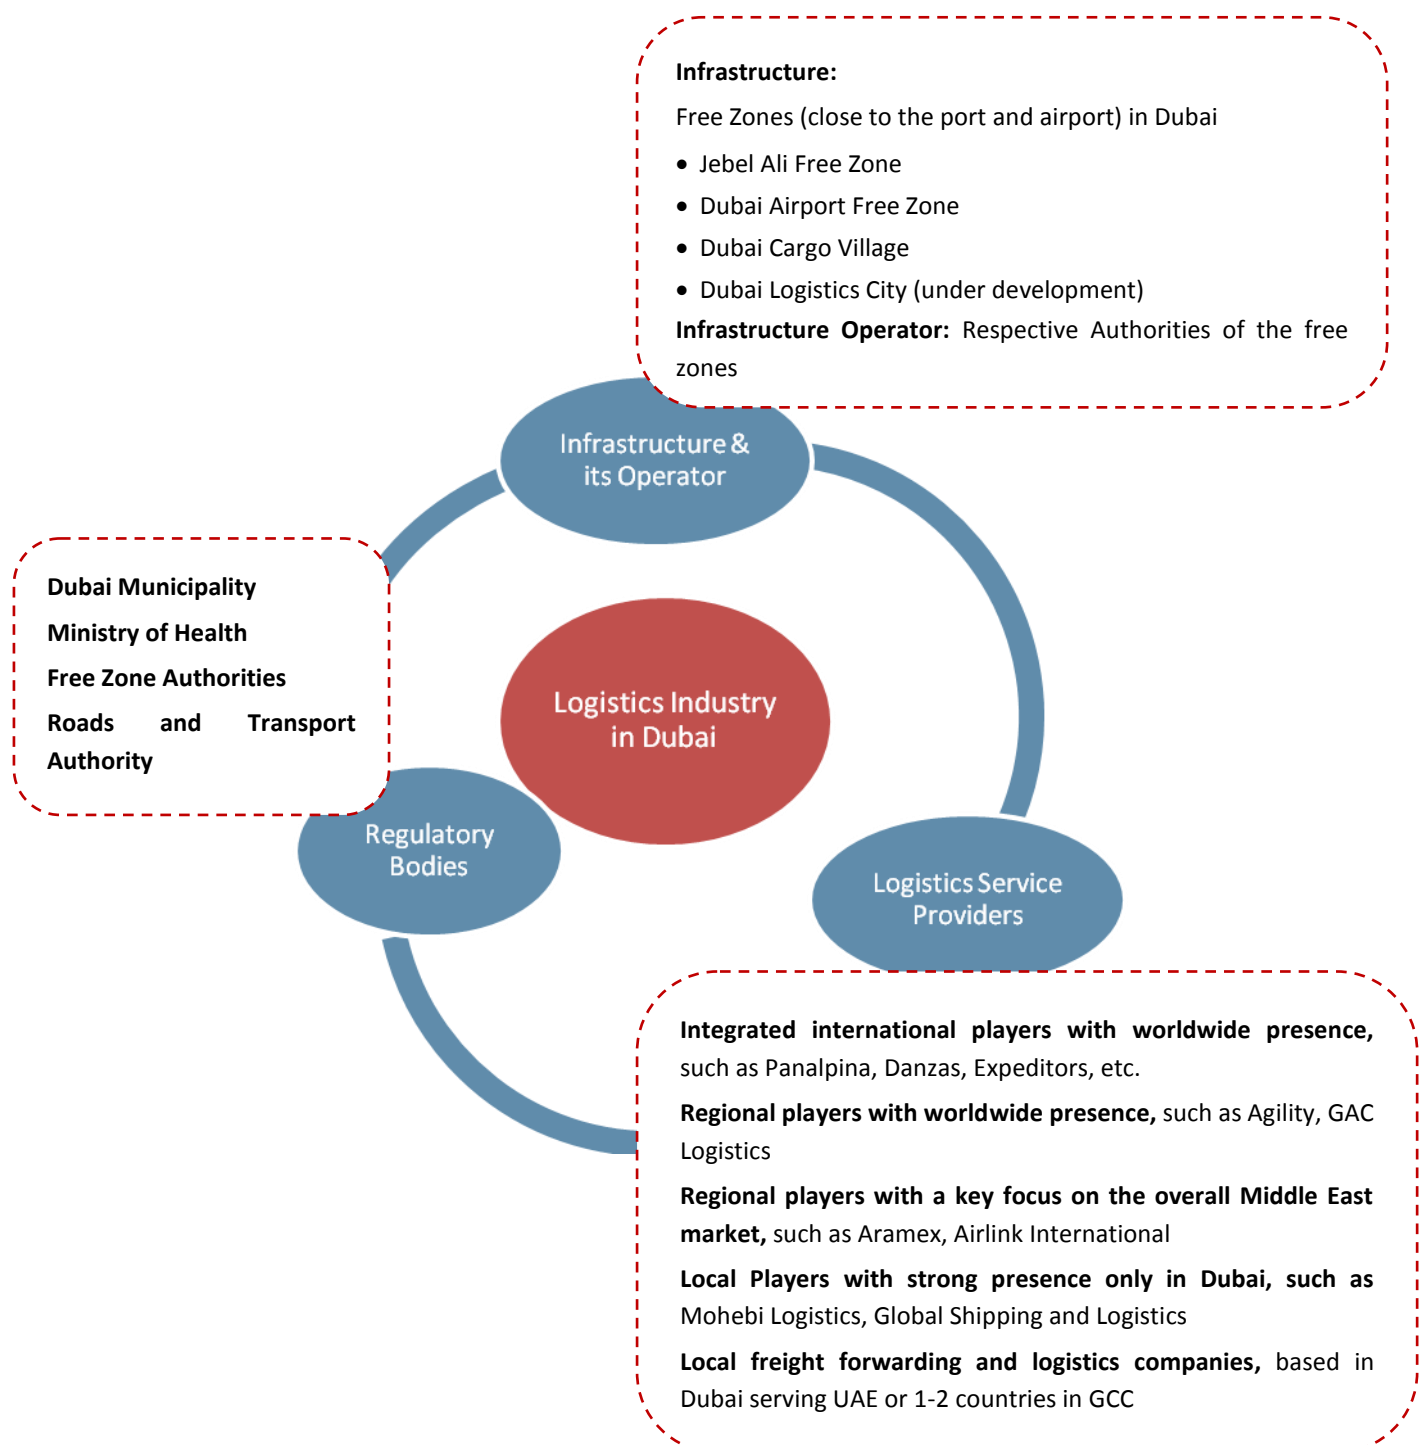 Infrastructure:
Free Zones (close to the port and airport) in Dubai
• Jebel Ali Free Zone
• Dubai Airport Free Zone
• Dubai Cargo Village
• Dubai Logistics City (under development)
Infrastructure Operator: Respective Authorities of the free
zones
Infrastructure &
its Operator
Dubai Municipality
Ministry of Health
Free Zone Authorities
Roads and Transport
Authority
Logistics Industry
in Dubai
Regulatory
Bodies
Logistics Service
Providers
Integrated international players with worldwide presence,
such as Panalpina, Danzas, Expeditors, etc.
Regional players with worldwide presence, such as Agility, GAC
Logistics
Regional players with a key focus on the overall Middle East
market, such as Aramex, Airlink International
Local Players with strong presence only in Dubai, such as
Mohebi Logistics, Global Shipping and Logistics
Local freight forwarding and logistics companies, based in
Dubai serving UAE or 1-2 countries in GCC